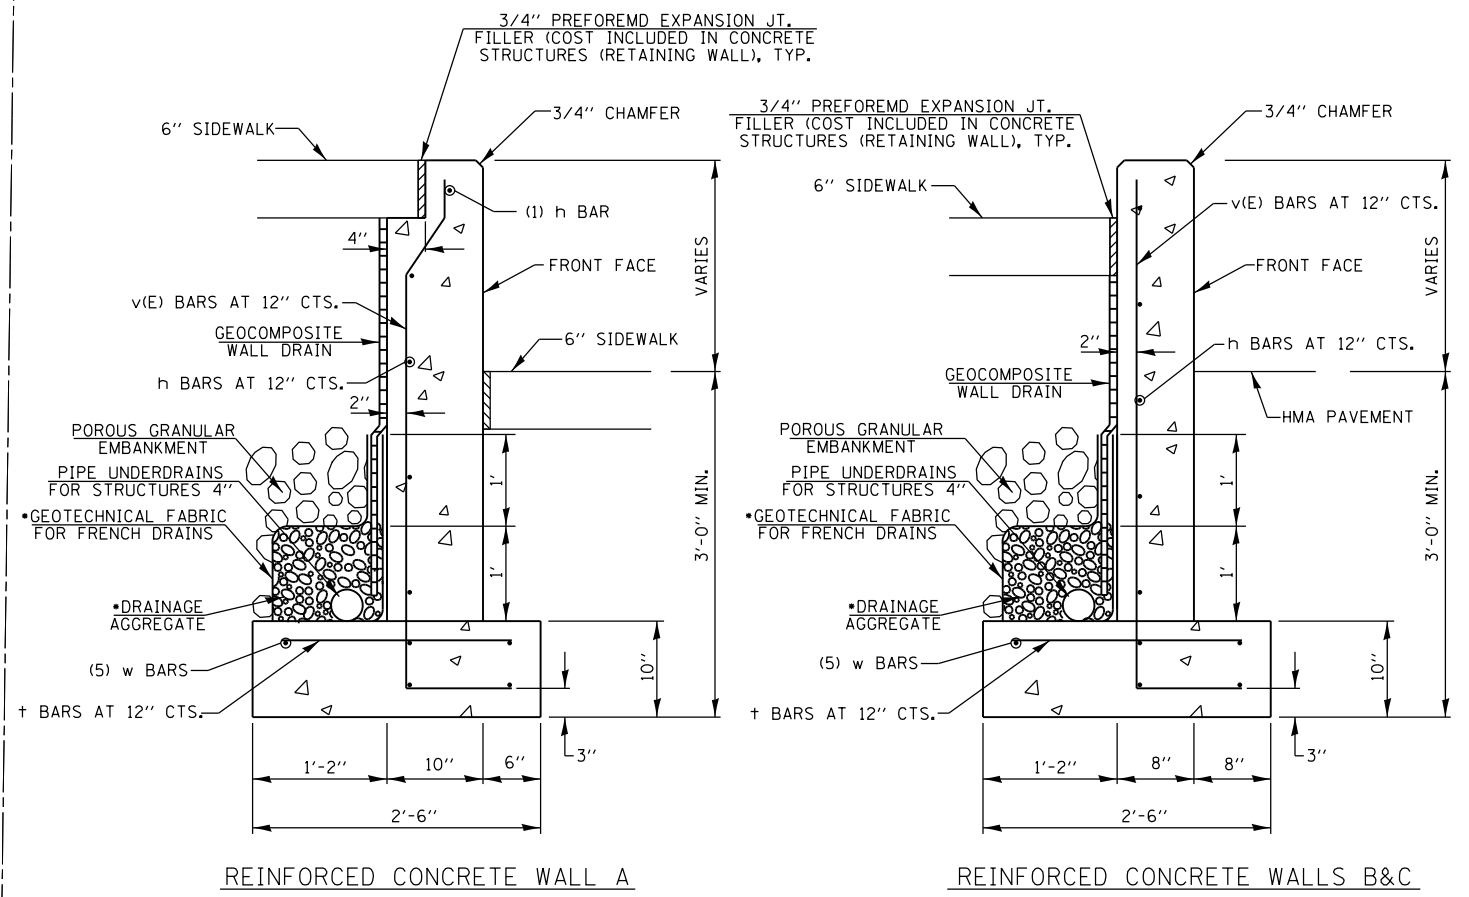 3/4'' PREFOREMD EXPANSION JT.
FILLER (COST INCLUDED IN CONCRETE
STRUCTURES (RETAINING WALL), TYP.
6'' SIDEWALK
3/4'' CHAMFER
(1) h BAR
4''
FRONT FACE
VARIES
v(E) BARS AT 12'' CTS.
GEOCOMPOSITE
WALL DRAIN
6'' SIDEWALK
h BARS AT 12'' CTS.
2''
POROUS GRANULAR
EMBANKMENT
PIPE UNDERDRAINS
FOR STRUCTURES 4''
*GEOTECHNICAL FABRIC
FOR FRENCH DRAINS
1'
3'-0'' MIN.
1'
*DRAINAGE
AGGREGATE
(5) w BARS
10''
t BARS AT 12'' CTS.
3''
1'-2''
10''
6''
2'-6''
REINFORCED CONCRETE WALL A
3/4'' PREFOREMD EXPANSION JT.
FILLER (COST INCLUDED IN CONCRETE
STRUCTURES (RETAINING WALL), TYP.
3/4'' CHAMFER
6'' SIDEWALK
v(E) BARS AT 12'' CTS.
FRONT FACE
VARIES
2''
h BARS AT 12'' CTS.
GEOCOMPOSITE
WALL DRAIN
HMA PAVEMENT
POROUS GRANULAR
EMBANKMENT
PIPE UNDERDRAINS
FOR STRUCTURES 4''
*GEOTECHNICAL FABRIC
FOR FRENCH DRAINS
1'
3'-0'' MIN.
1'
*DRAINAGE
AGGREGATE
(5) w BARS
10''
t BARS AT 12'' CTS.
3''
1'-2''
8''
8''
2'-6''
REINFORCED CONCRETE WALLS B&C